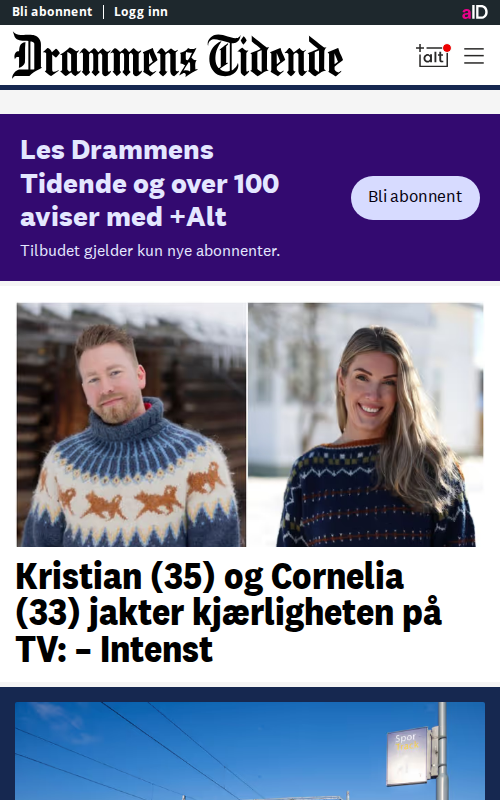 Bli abonnent
Logg inn
aID
Drammens Tidende
+alt
Les Drammens
Tidende og over 100
aviser med +Alt
Tilbudet gjelder kun nye abonnenter.
Bli abonnent
Kristian (35) og Cornelia
(33) jakter kjærligheten på
TV: – Intenst
Spor